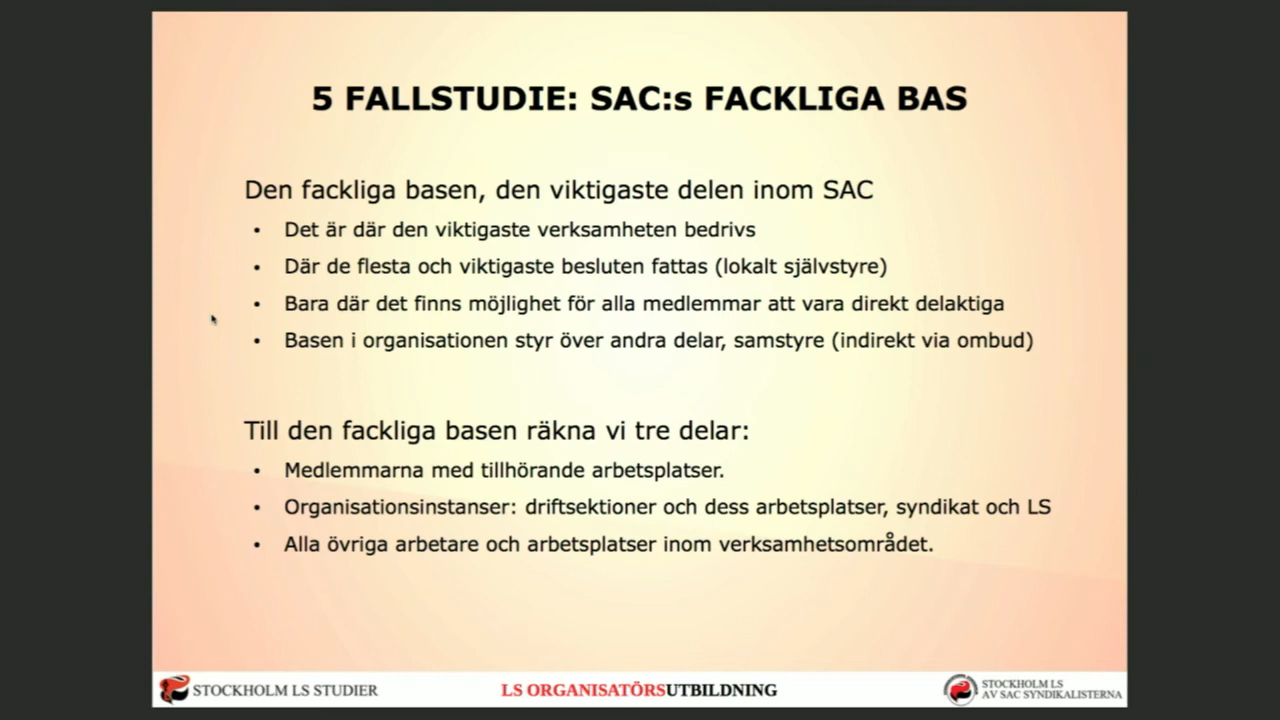 5 FALLSTUDIE: SAC:s FACKLIGA BAS
Den fackliga basen, den viktigaste delen inom SAC
• Det är där den viktigaste verksamheten bedrivs
• Där de flesta och viktigaste besluten fattas (lokalt självstyre)
• Bara där det finns möjlighet för alla medlemmar att vara direkt delaktiga
• Basen i organisationen styr över andra delar, samstyre (indirekt via ombud)
Till den fackliga basen räkna vi tre delar:
• Medlemmarna med tillhörande arbetsplatser.
• Organisationsinstanser: driftsektioner och dess arbetsplatser, syndikat och LS
• Alla övriga arbetare och arbetsplatser inom verksamhetsområdet.
STOCKHOLM LS STUDIER
LS ORGANISATÖRSUTBILDNING
STOCKHOLM LS
AV SAC SYNDIKALISTERNA